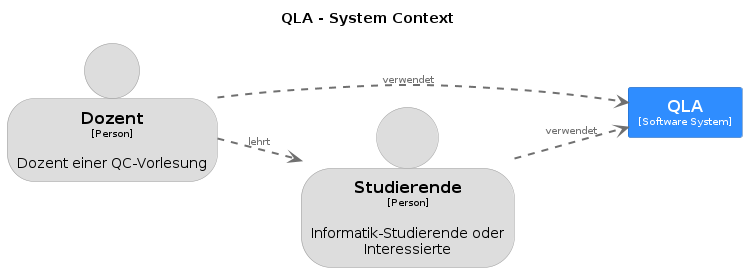 QLA - System Context
Dozent
[Person]
Dozent einer QC-Vorlesung
verwendet
lehrt
Studierende
[Person]
Informatik-Studierende oder
Interessierte
verwendet
QLA
[Software System]